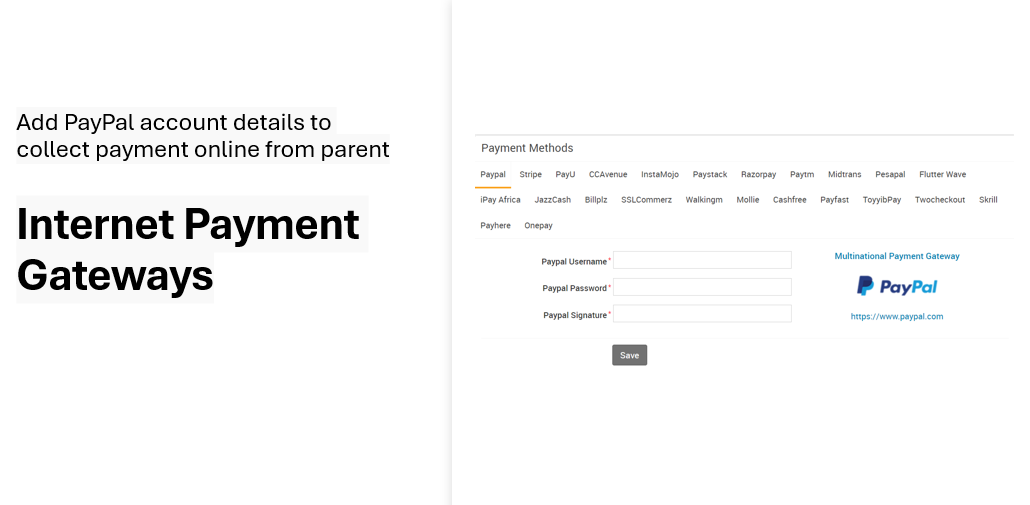 Add PayPal account details to
collect payment online from parent
Internet Payment
Gateways
Payment Methods
Paypal Stripe PayU CCAvenue InstaMojo Paystack Razorpay Paytm Midtrans Pesapal Flutter Wave
iPay Africa JazzCash Billplz SSLCommerz Walkingm Mollie Cashfree Payfast ToyyibPay Twocheckout Skrill
Payhere Onepay
Paypal Username*
Paypal Password*
Paypal Signature*
Save
Multinational Payment Gateway
PayPal
https://www.paypal.com